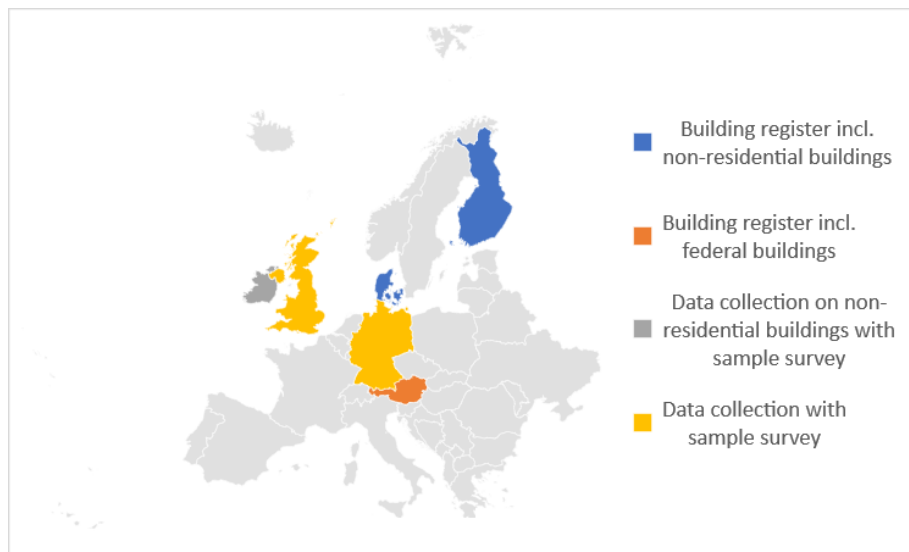 Building register incl.
non-residential buildings
Building register incl.
federal buildings
Data collection on non-
residential buildings with
sample survey
Data collection with
sample survey